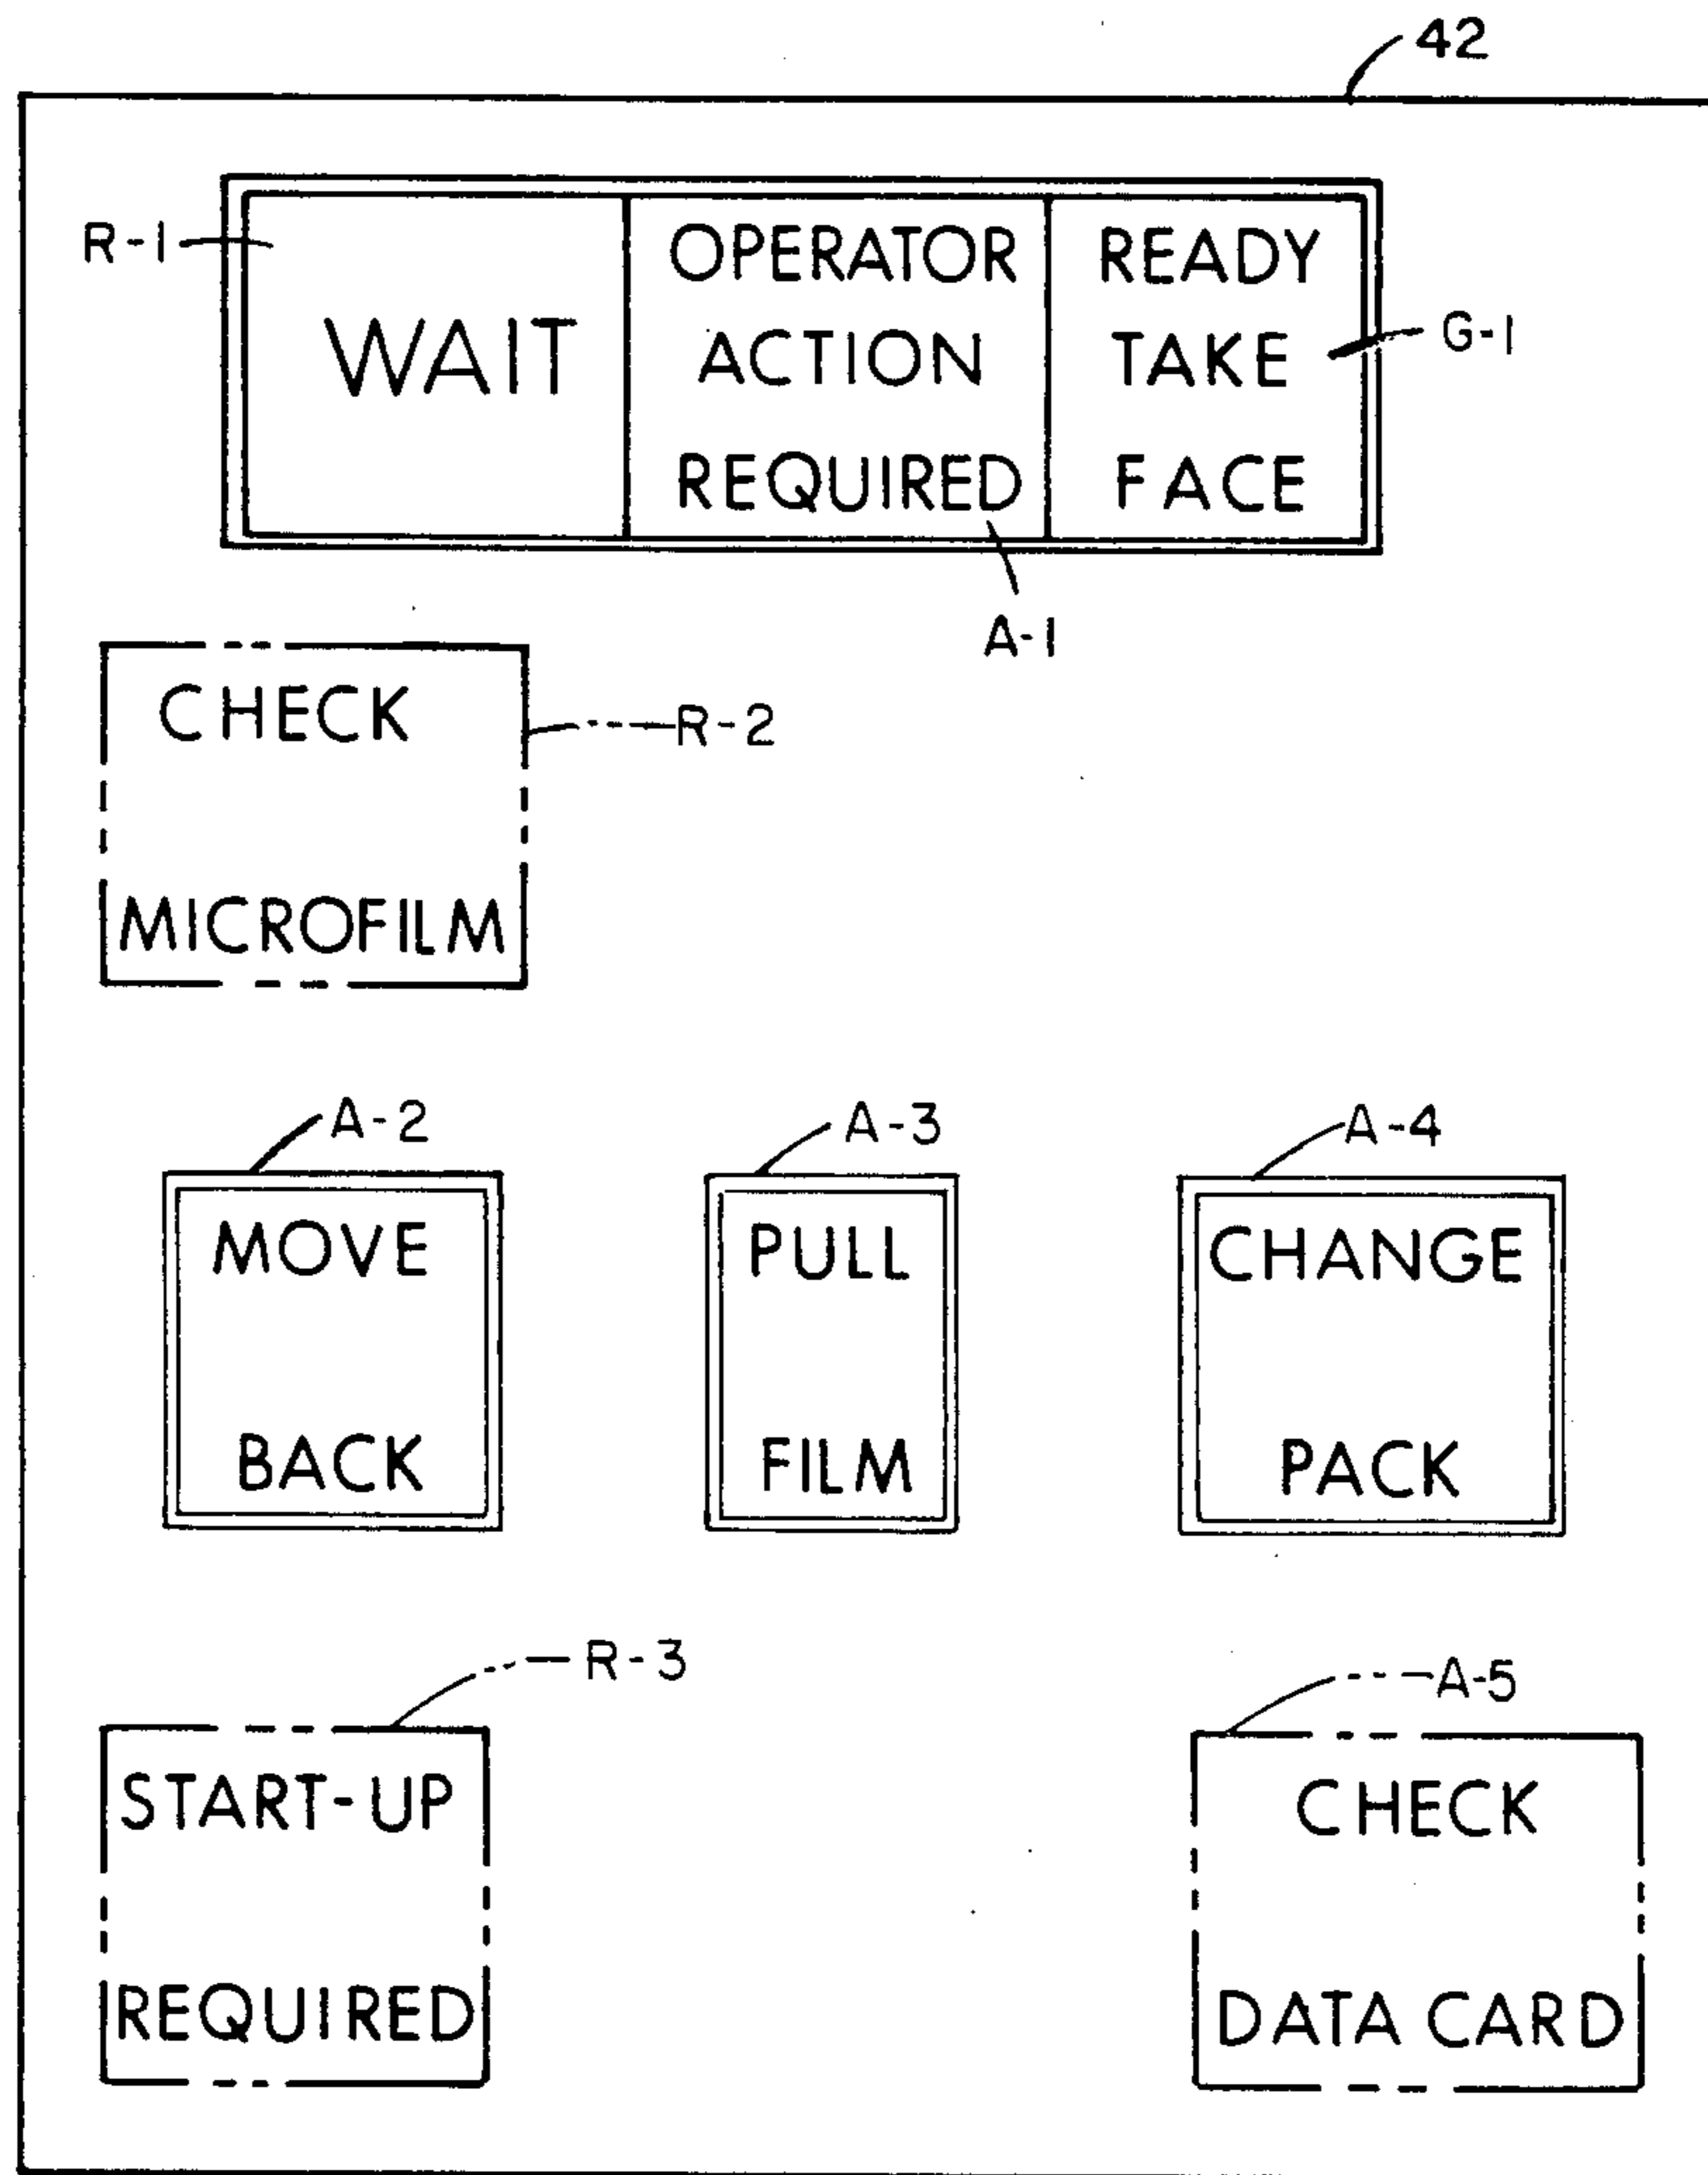 42
R-1
WAIT
OPERATOR
ACTION
REQUIRED
READY
TAKE
FACE
G-1
A-1
CHECK
MICROFILM
R-2
A-2
MOVE
BACK
A-3
PULL
FILM
A-4
CHANGE
PACK
R-3
START-UP
REQUIRED
A-5
CHECK
DATA CARD